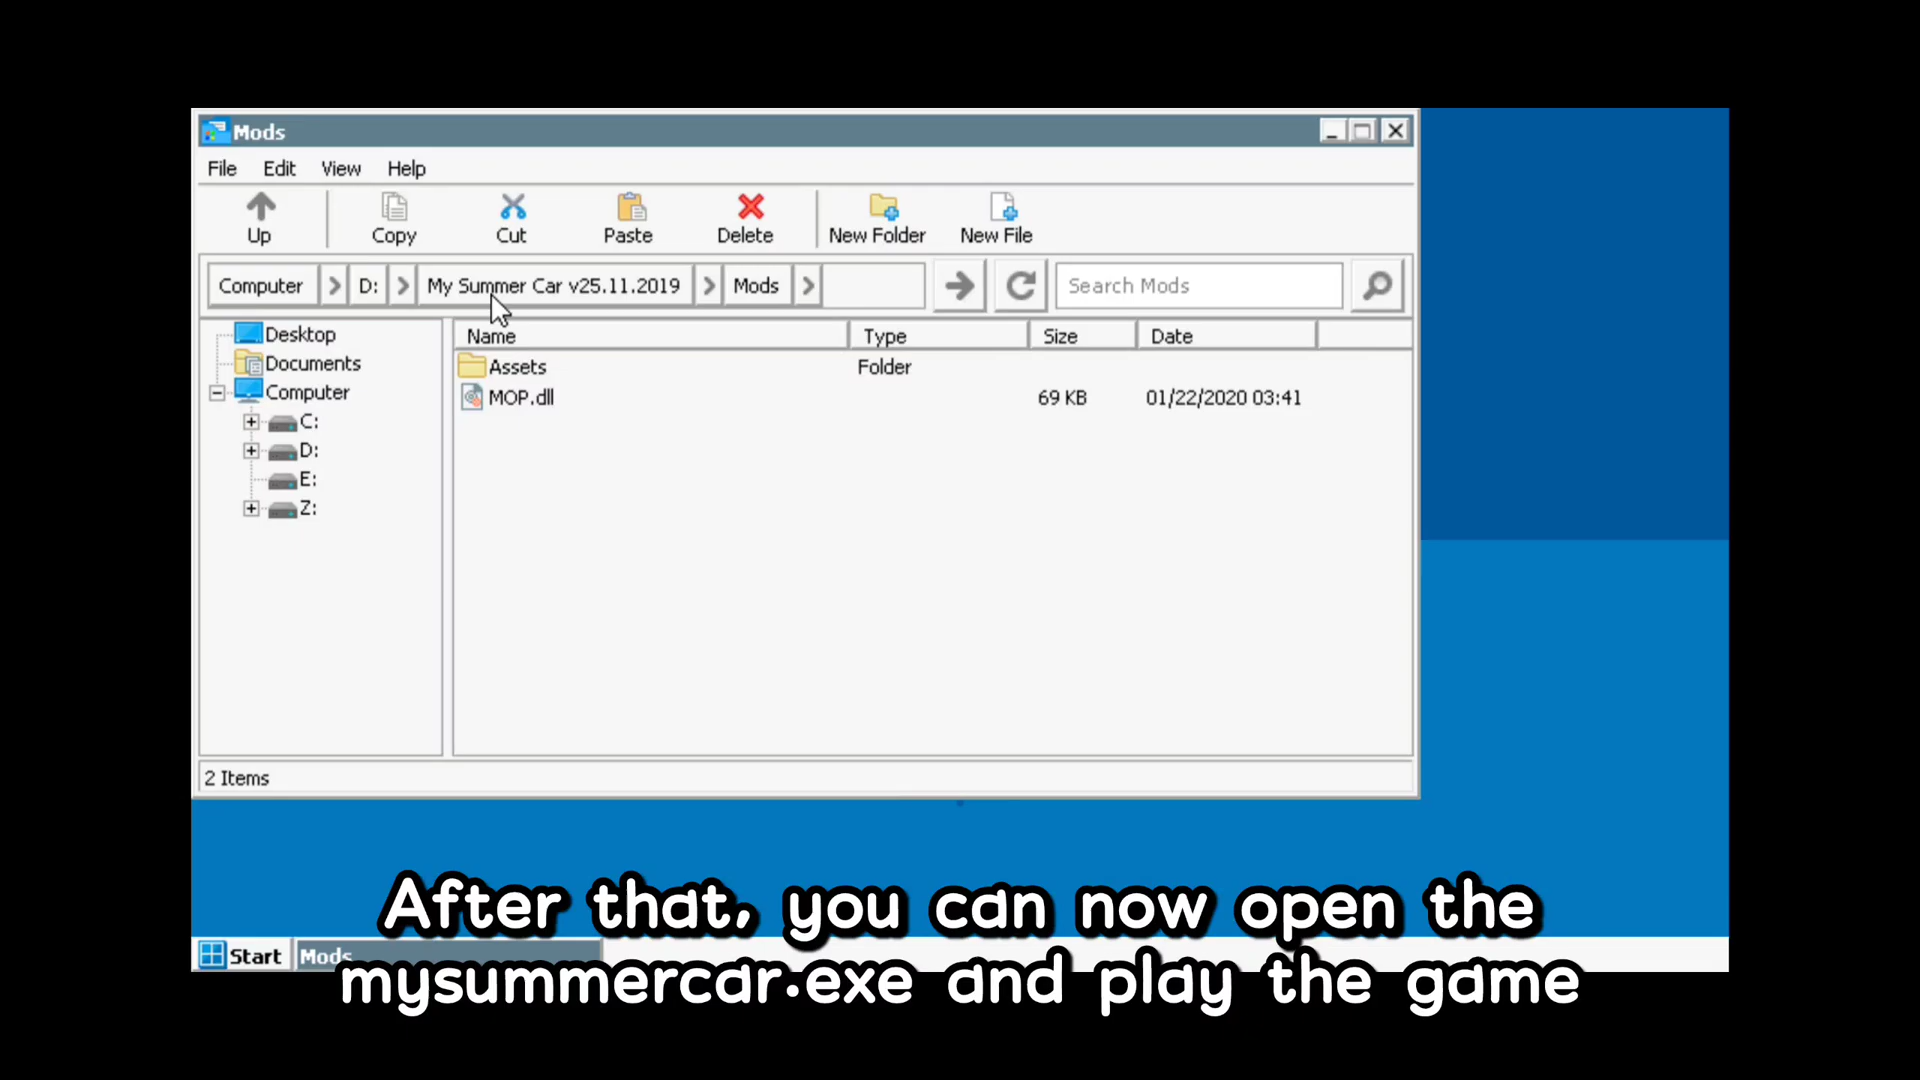 Mods
File Edit View Help
Up Copy Cut Paste Delete New Folder New File
Computer D: My Summer Car v25.11.2019 Mods Search Mods
Desktop
Documents
Computer
C:
D:
E:
Z:
Name Type Size Date
Assets Folder
MOP.dll 69 KB 01/22/2020 03:41
2 Items
Start Mods
After that, you can now open the
mysummercar.exe and play the game